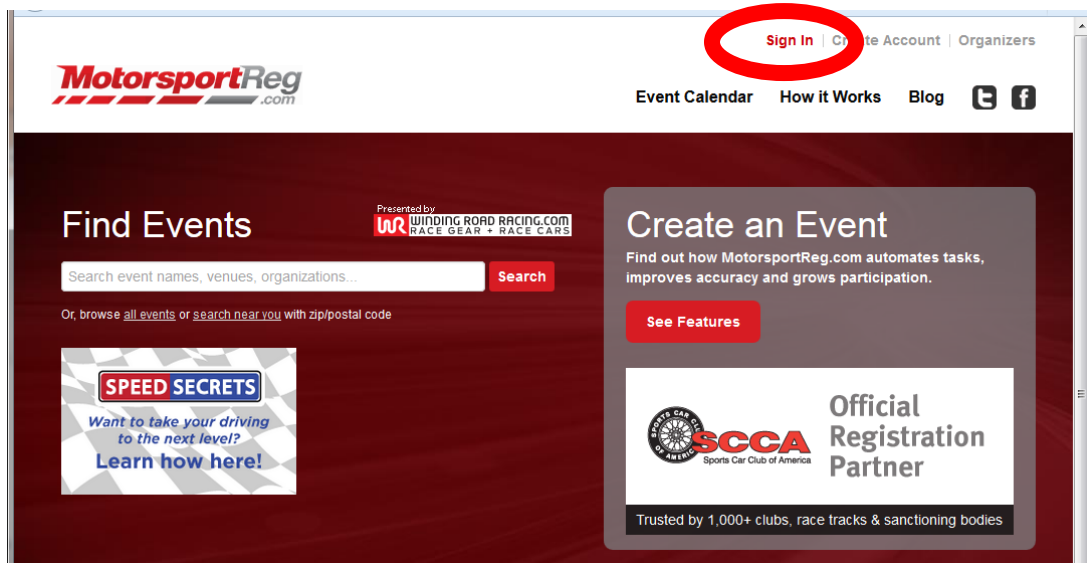 Sign In | Create Account | Organizers
MotorsportReg
.com
Event Calendar How it Works Blog
Find Events
Presented by
WR WINDING ROAD RACING.COM
RACE GEAR + RACE CARS
Search event names, venues, organizations...
Search
Or, browse all events or search near you with zip/postal code
SPEED SECRETS
Want to take your driving
to the next level?
Learn how here!
Create an Event
Find out how MotorsportReg.com automates tasks,
improves accuracy and grows participation.
See Features
SPORTS CAR CLUB OF AMERICA
SCCA
Sports Car Club of America
Official
Registration
Partner
Trusted by 1,000+ clubs, race tracks & sanctioning bodies